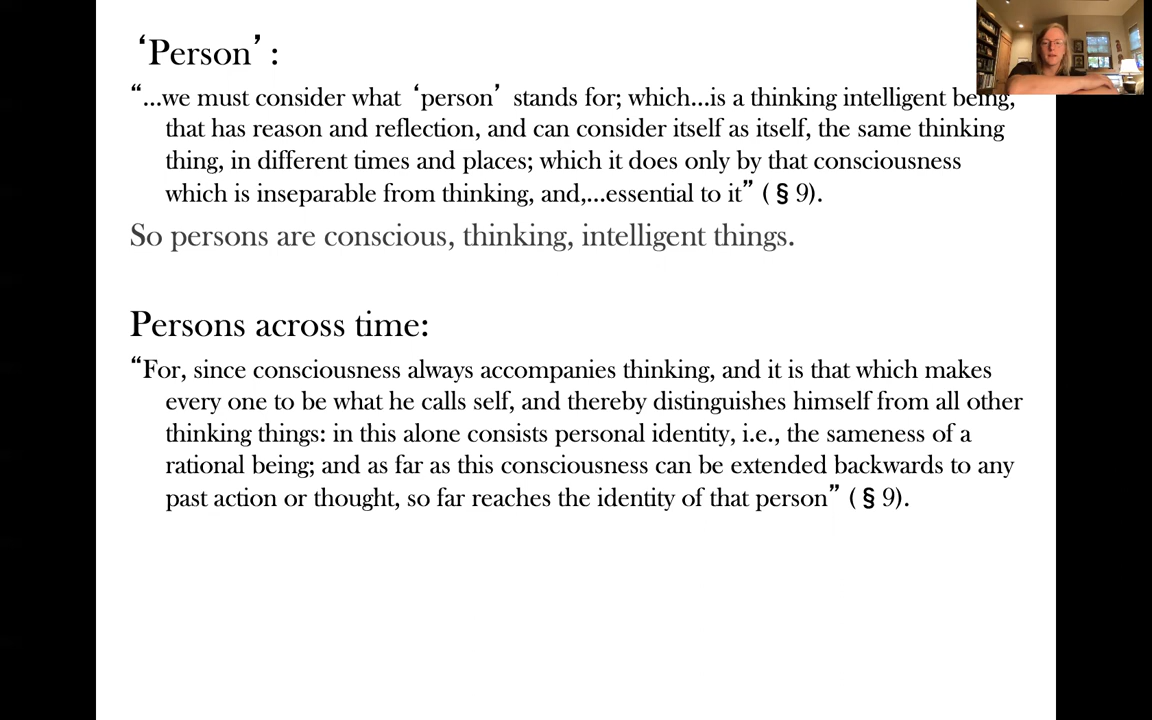 ‘Person’:
“...we must consider what ‘person’ stands for; which...is a thinking intelligent being,
that has reason and reflection, and can consider itself as itself, the same thinking
thing, in different times and places; which it does only by that consciousness
which is inseparable from thinking, and,...essential to it” ( § 9).
So persons are conscious, thinking, intelligent things.
Persons across time:
“For, since consciousness always accompanies thinking, and it is that which makes
every one to be what he calls self, and thereby distinguishes himself from all other
thinking things: in this alone consists personal identity, i.e., the sameness of a
rational being; and as far as this consciousness can be extended backwards to any
past action or thought, so far reaches the identity of that person” ( § 9).